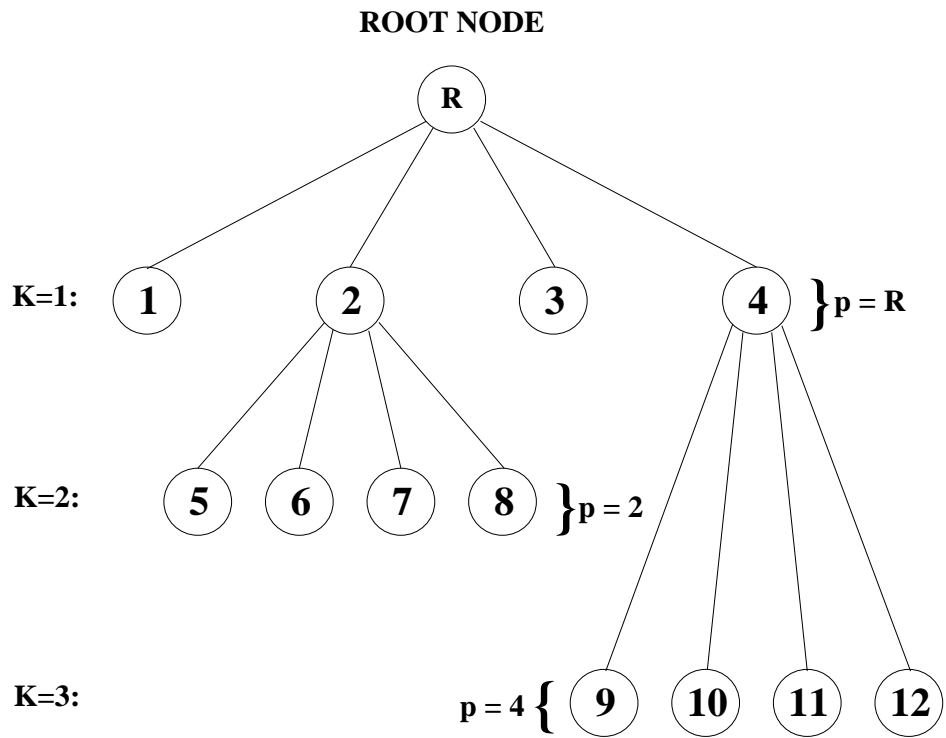 ROOT NODE
R
K=1: 1 2 3 4 } p = R
K=2: 5 6 7 8 } p = 2
K=3: p = 4 { 9 10 11 12